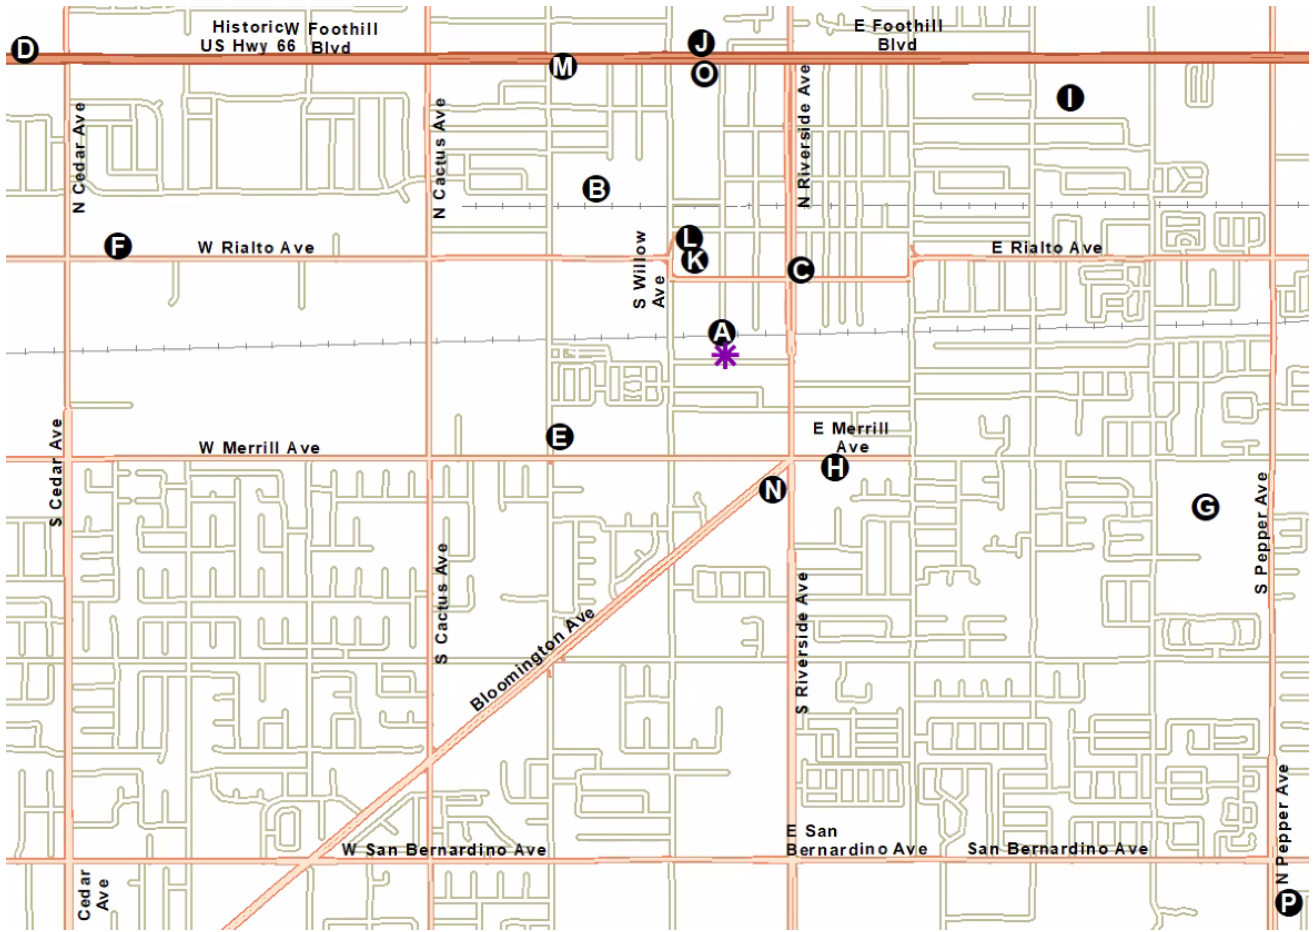 HistoricW Foothill
US Hwy 66 Blvd
E Foothill
Blvd
D
J
M
O
I
N Cedar Ave
N Cactus Ave
N Riverside Ave
B
F
W Rialto Ave
L
K
S Willow
Ave
C
E Rialto Ave
A
S Cedar Ave
W Merrill Ave
E
E Merrill
Ave
H
N
G
S Pepper Ave
S Cactus Ave
Bloomington Ave
S Riverside Ave
W San Bernardino Ave
E San
Bernardino Ave
San Bernardino Ave
N Pepper Ave
Cedar
Ave
P